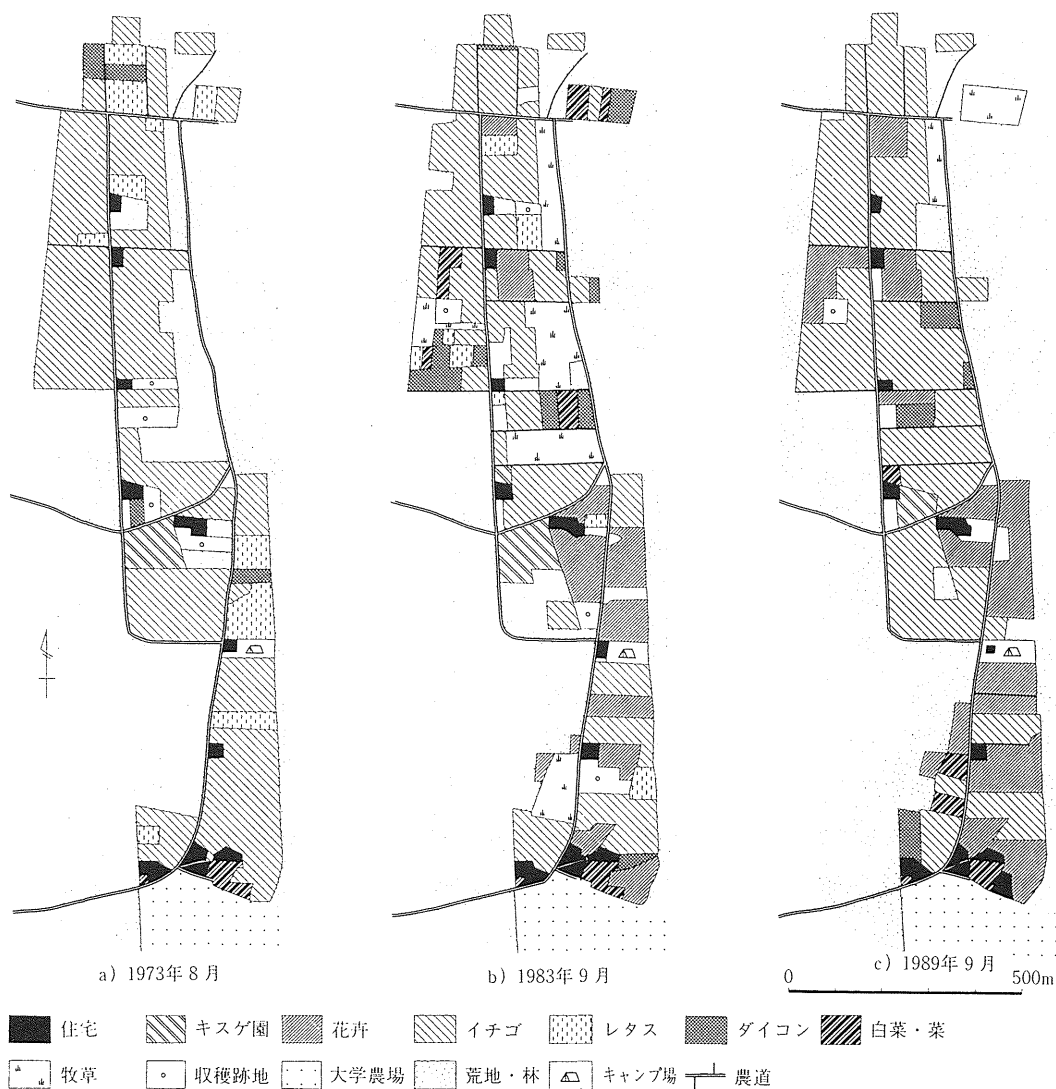 a) 1973年8月
b) 1983年9月
c) 1989年9月
0 500m
住宅 キスゲ園 花卉 イチゴ レタス ダイコン 白菜・菜
牧草 収穫跡地 大学農場 荒地・林 キャンプ場 農道